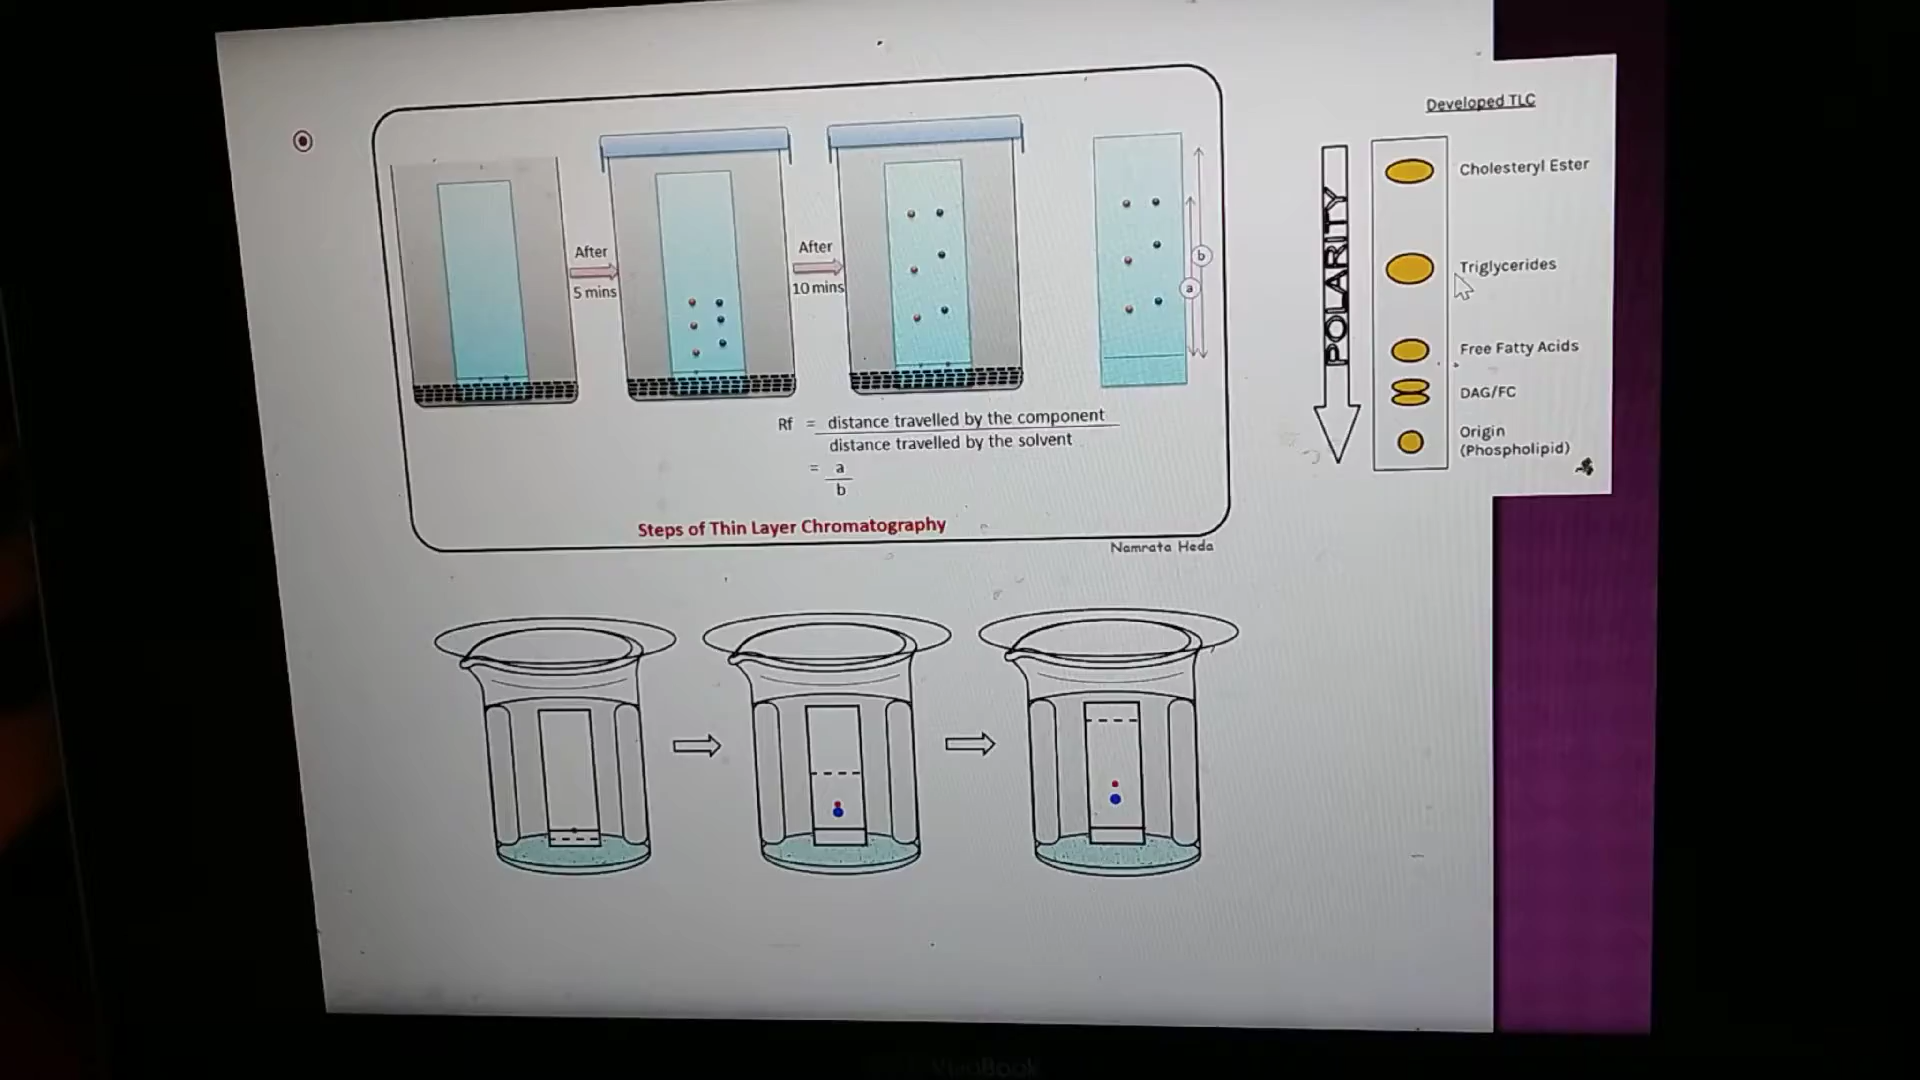 After
5 mins
After
10 mins
b
a
Rf = distance travelled by the component
distance travelled by the solvent
= a
b
Steps of Thin Layer Chromatography
Namrata Heda
Developed TLC
POLARITY
Cholesteryl Ester
Triglycerides
Free Fatty Acids
DAG/FC
Origin
(Phospholipid)